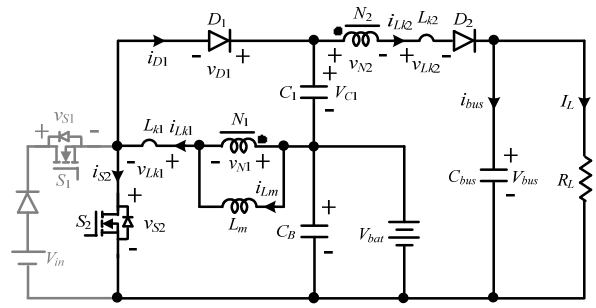 D1
N2
iLk2
Lk2
D2
iD1
- vD1 +
+ vN2 -
+ vLk2 -
C1
+ VC1 -
ibus
IL
vS1
+ -
Lk1
iLk1
N1
S1
iS2
- vLk1 +
- vN1 +
iLm
Lm
Cbus
+ Vbus -
RL
S2
+ vS2 -
CB
+ -
Vbat
Vin